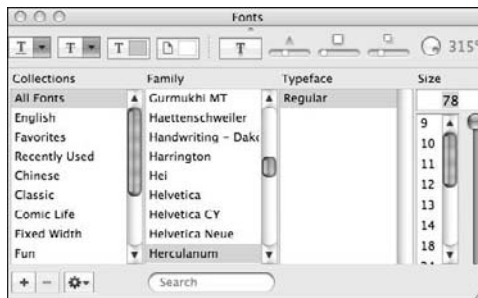 Fonts
T T T T 315°
Collections Family Typeface Size
All Fonts Gurmukhi MT Regular 78
English Haettenschweiler 9
Favorites Handwriting – Dako 10
Recently Used Harrington 11
Chinese Hei 12
Classic Helvetica 13
Comic Life Helvetica CY 14
Fixed Width Helvetica Neue 18
Fun Herculanum
+ − Search